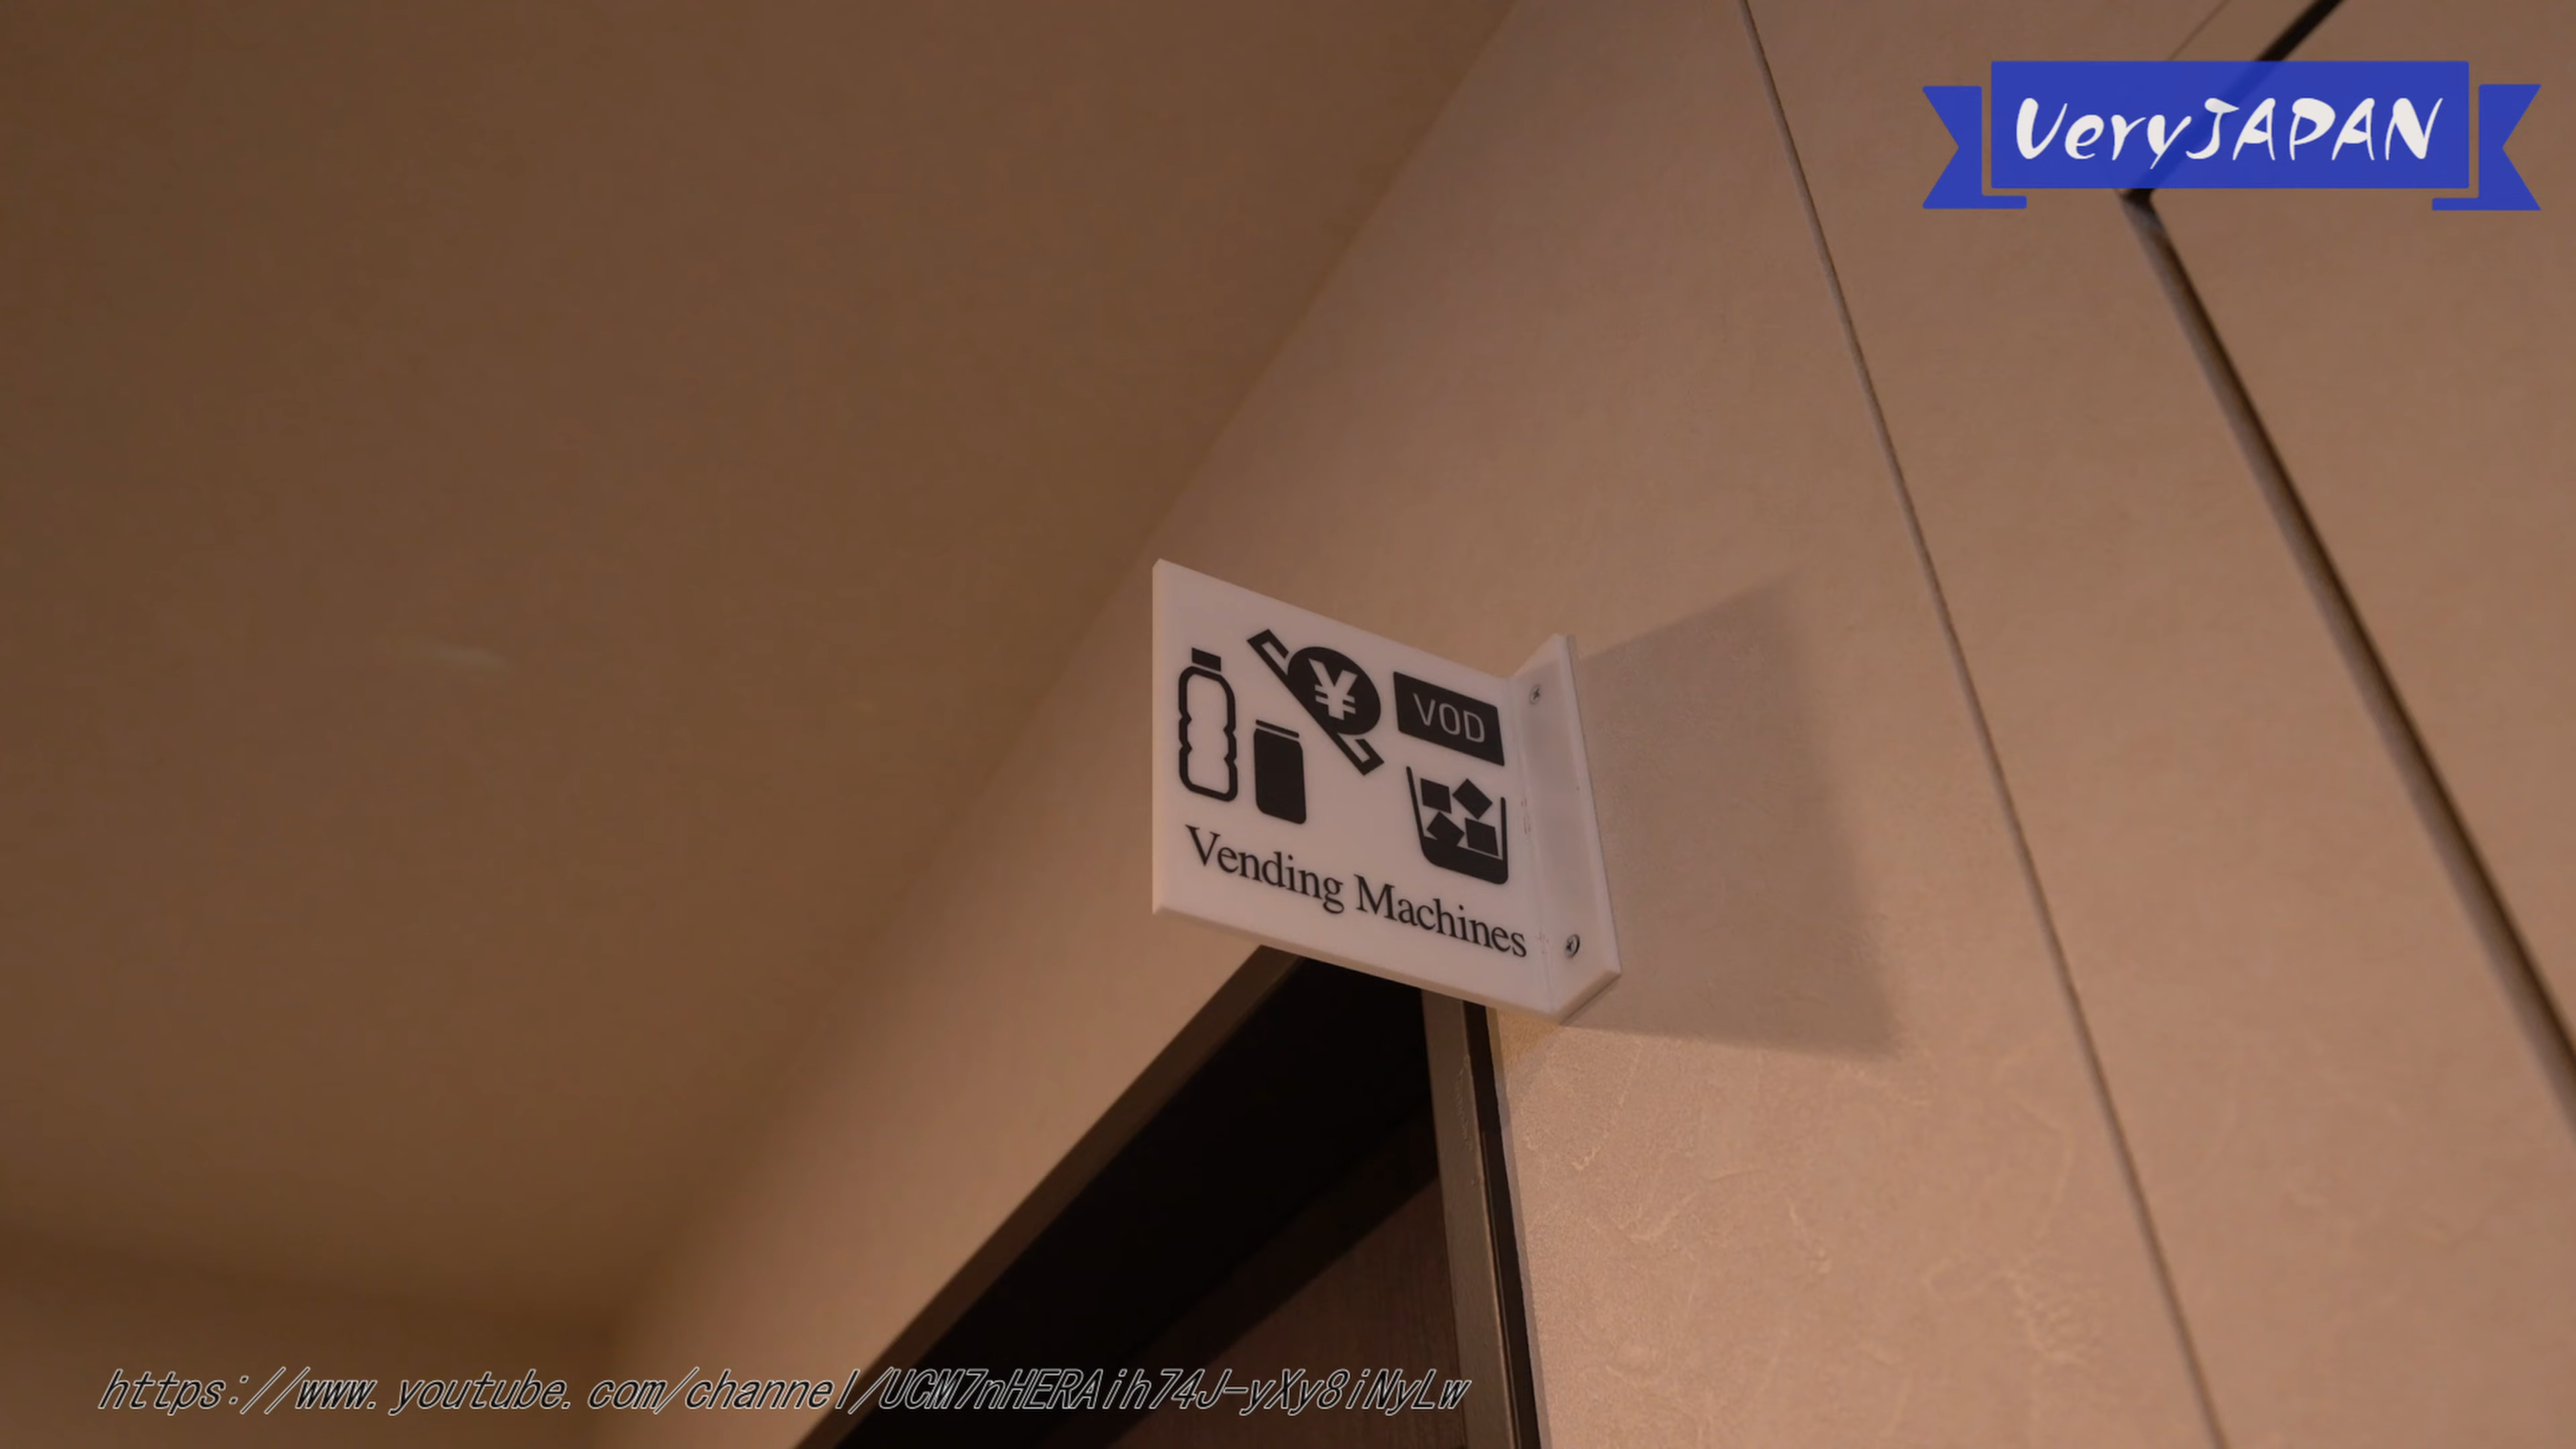 VeryJAPAN
¥
VOD
Vending Machines
https://www.youtube.com/channel/UCM7nHERAih74J-yXy8iNyLw